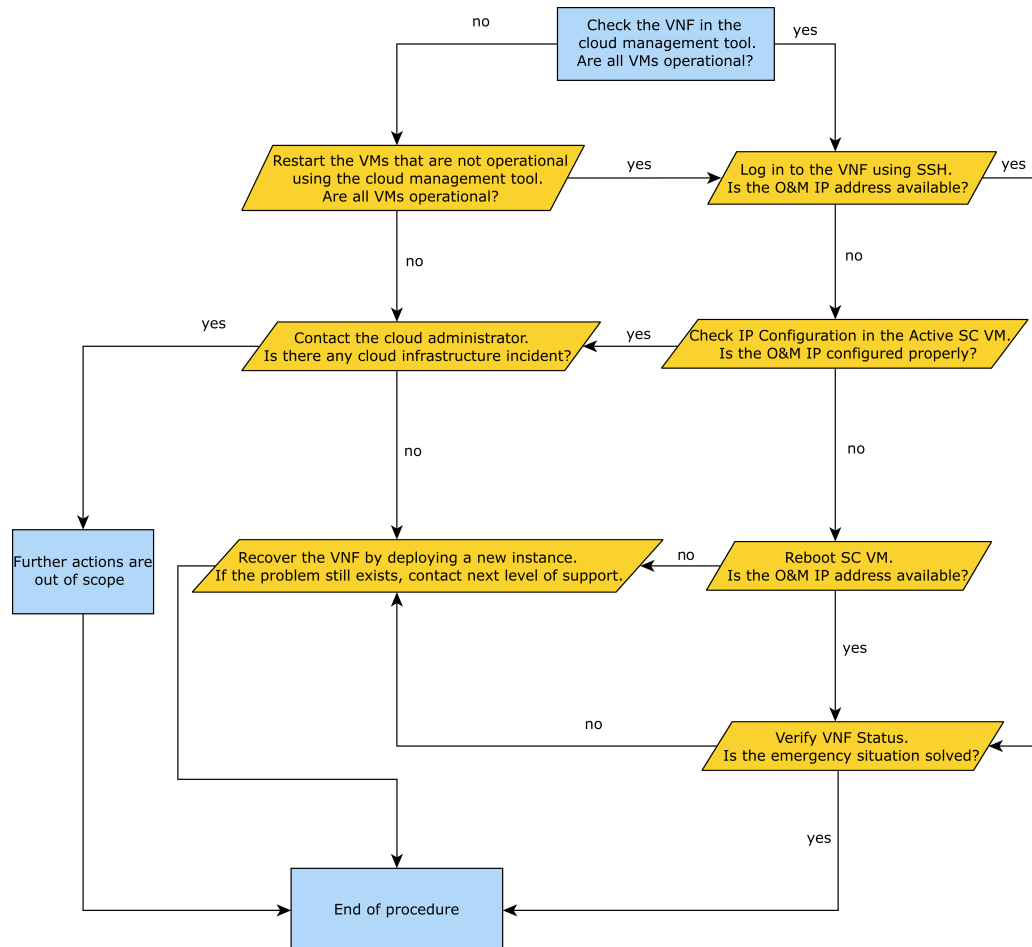 no
Check the VNF in the
cloud management tool.
Are all VMs operational?
yes
Restart the VMs that are not operational
using the cloud management tool.
Are all VMs operational?
yes
Log in to the VNF using SSH.
Is the O&M IP address available?
yes
no
no
yes
Contact the cloud administrator.
Is there any cloud infrastructure incident?
yes
Check IP Configuration in the Active SC VM.
Is the O&M IP configured properly?
no
no
Further actions are
out of scope
Recover the VNF by deploying a new instance.
If the problem still exists, contact next level of support.
no
Reboot SC VM.
Is the O&M IP address available?
yes
no
Verify VNF Status.
Is the emergency situation solved?
yes
End of procedure